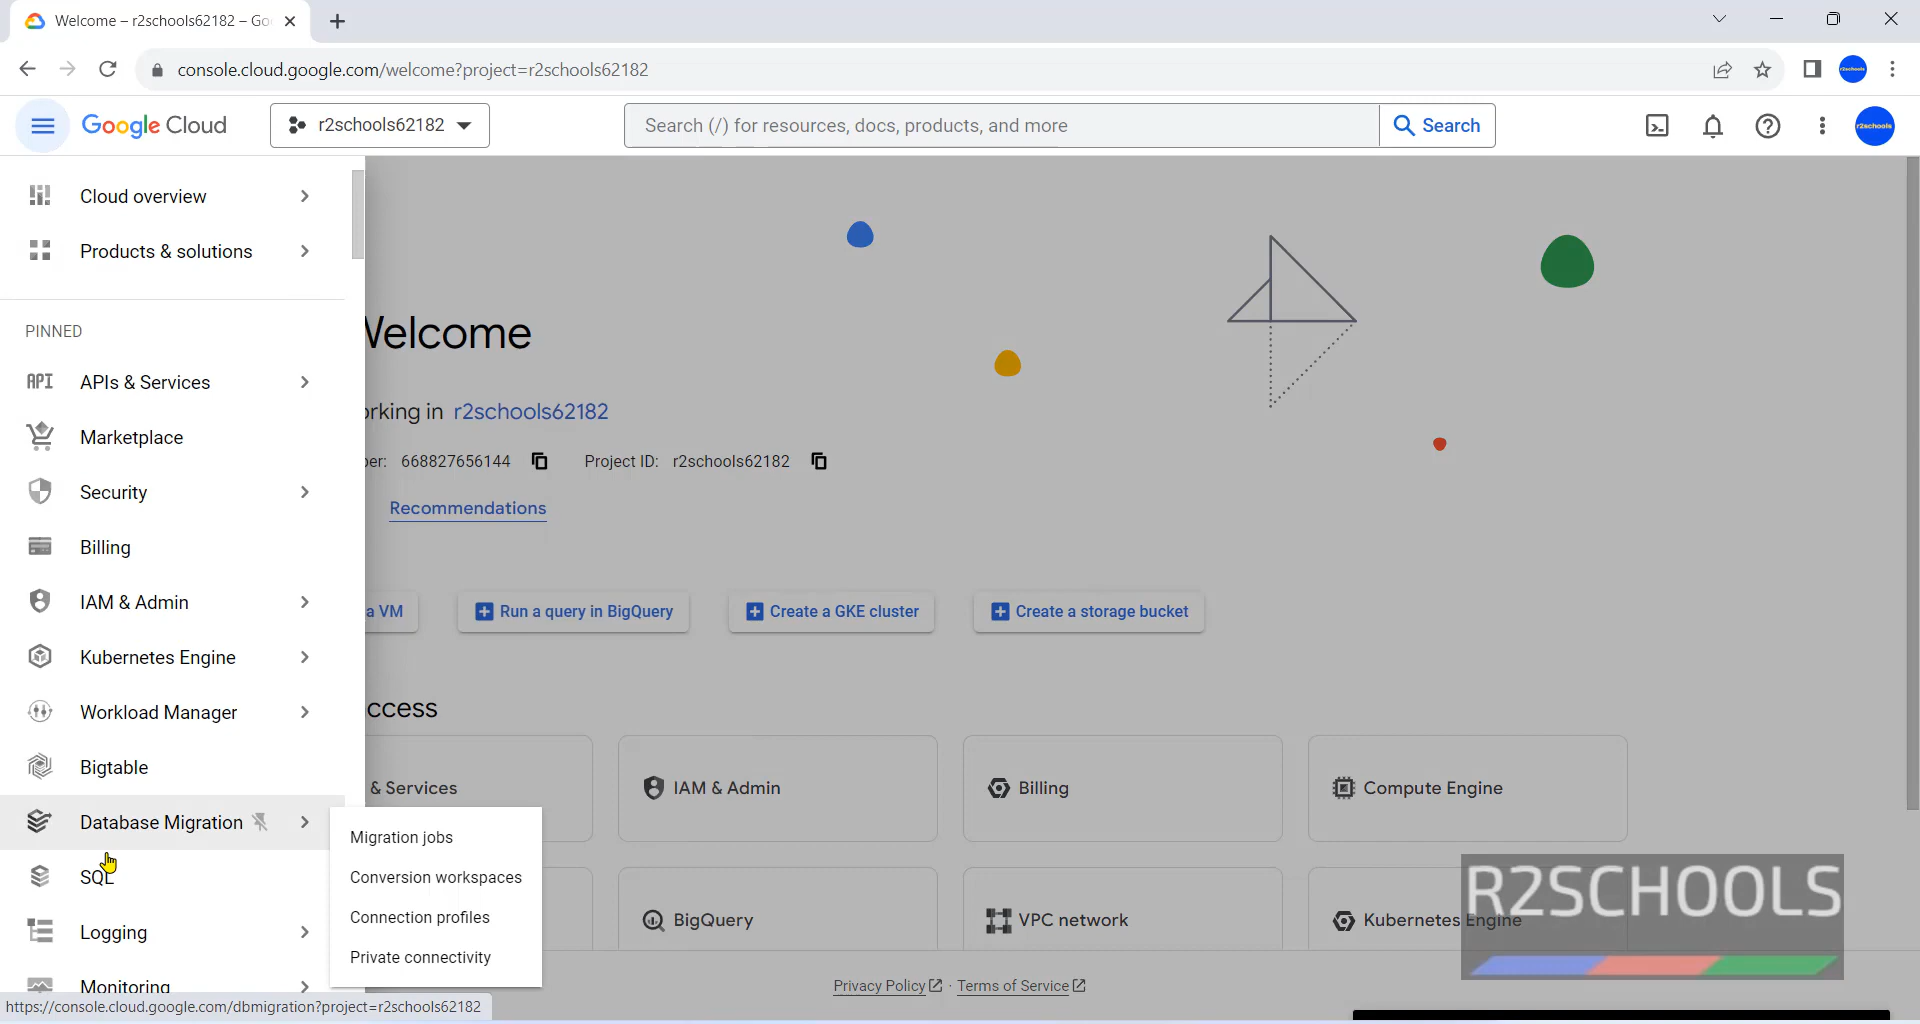 Welcome – r2schools62182 – Go
console.cloud.google.com/welcome?project=r2schools62182
r2schools
Google Cloud
r2schools62182
Search (/) for resources, docs, products, and more
Search
r2schools
Cloud overview
Products & solutions
PINNED
API APIs & Services
Marketplace
Security
Billing
IAM & Admin
Kubernetes Engine
Workload Manager
Bigtable
Database Migration
SQL
Logging
Monitoring
Migration jobs
Conversion workspaces
Connection profiles
Private connectivity
https://console.cloud.google.com/dbmigration?project=r2schools62182
Welcome
orking in r2schools62182
ber: 668827656144 Project ID: r2schools62182
Recommendations
a VM
Run a query in BigQuery
Create a GKE cluster
Create a storage bucket
ccess
& Services
IAM & Admin
Billing
Compute Engine
BigQuery
VPC network
Kubernetes Engine
R2SCHOOLS
Privacy Policy · Terms of Service